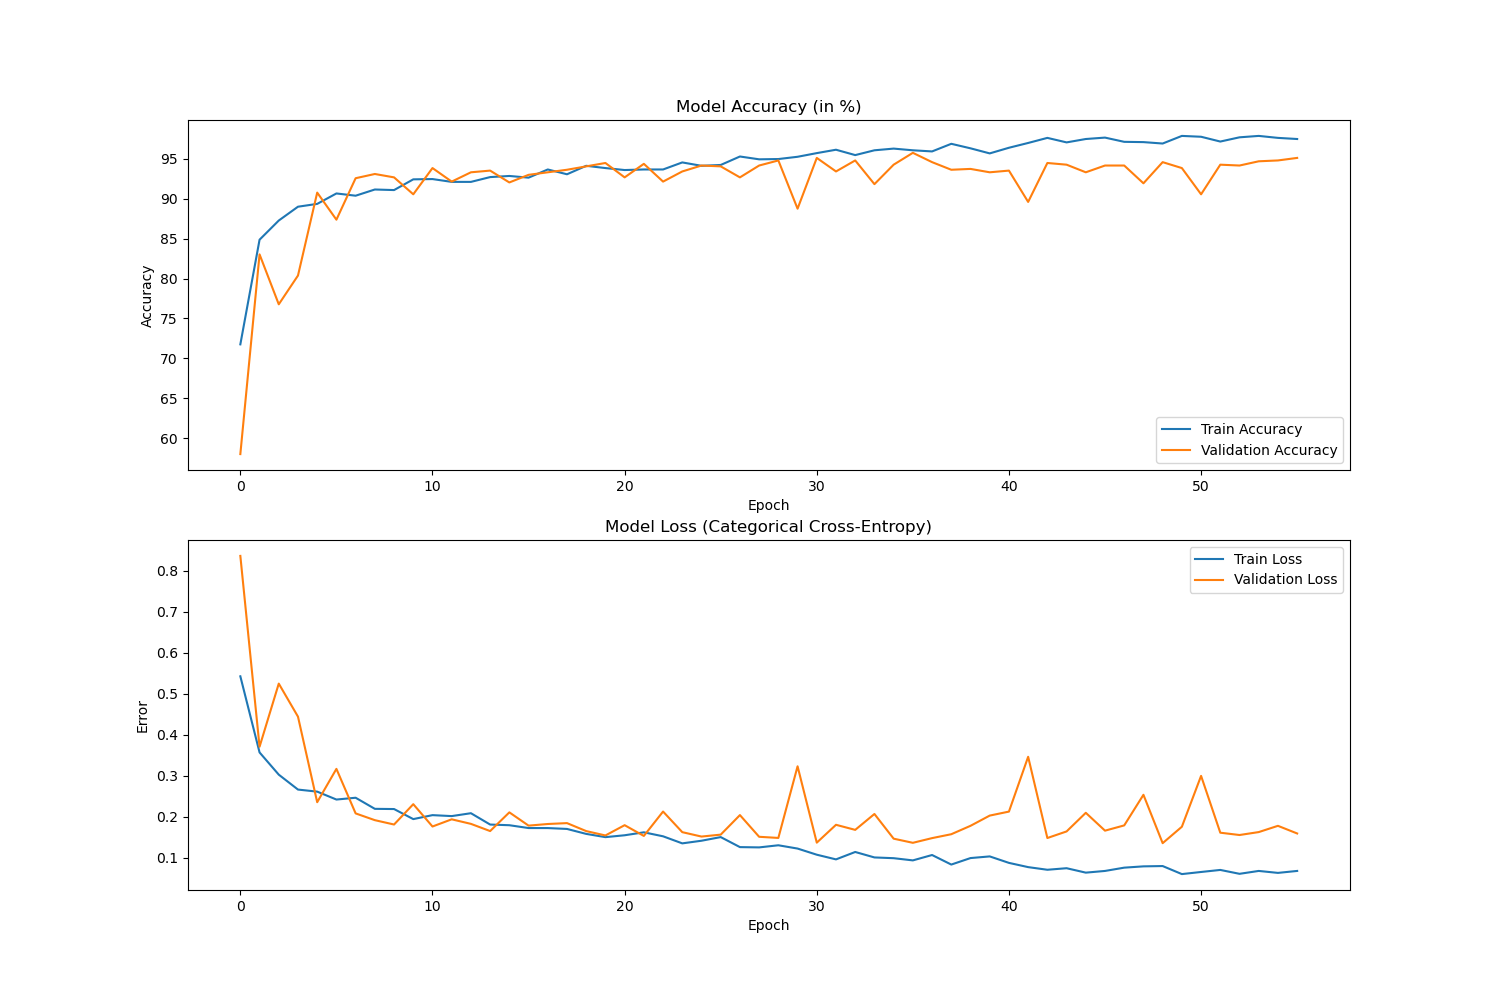 Model Accuracy (in %)
Accuracy
95
90
85
80
75
70
65
60
Train Accuracy
Validation Accuracy
0 10 20 30 40 50
Epoch
Model Loss (Categorical Cross-Entropy)
Error
0.8
0.7
0.6
0.5
0.4
0.3
0.2
0.1
Train Loss
Validation Loss
0 10 20 30 40 50
Epoch